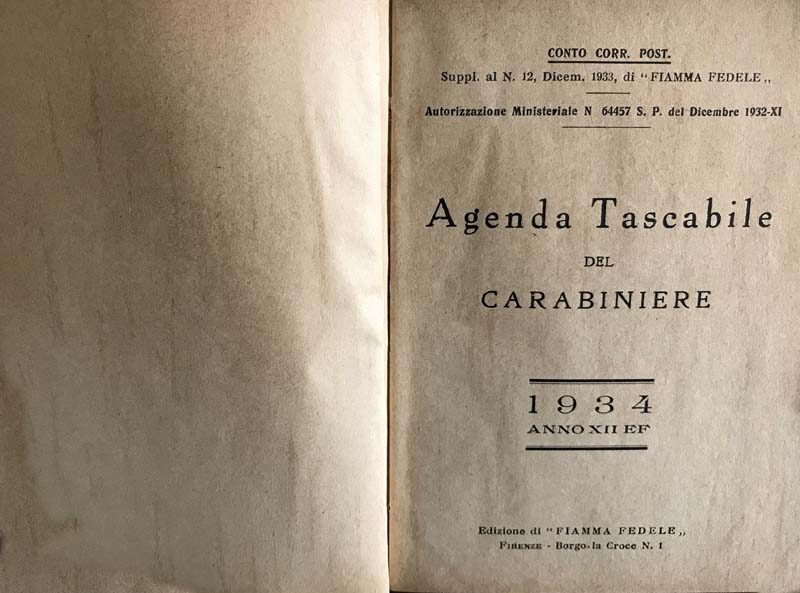 CONTO CORR. POST.
Suppl. al N. 12, Dicem. 1933, di “FIAMMA FEDELE„
Autorizzazione Ministeriale N 64457 S. P. del Dicembre 1932-XI
Agenda Tascabile
DEL
CARABINIERE
1934
ANNO XII EF
Edizione di “FIAMMA FEDELE„
FIRENZE - Borgo-la Croce N. 1